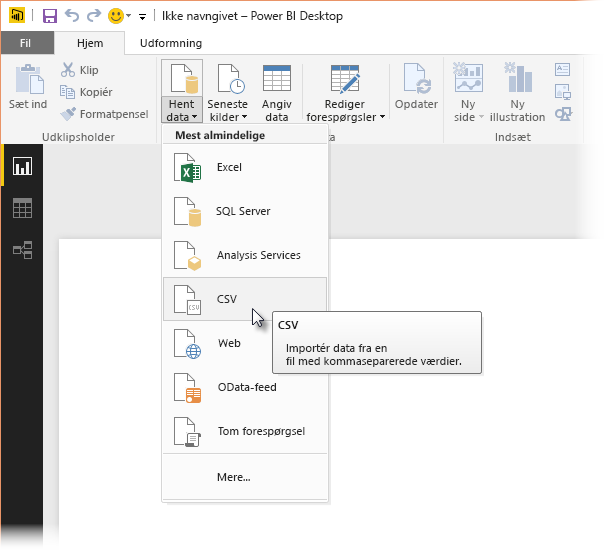 Ikke navngivet – Power BI Desktop
Fil
Hjem
Udformning
Sæt ind
Klip
Kopiér
Formatpensel
Udklipsholder
Hent data
Seneste kilder
Angiv data
Rediger forespørgsler
Opdater
Ny side
Ny illustration
Indsæt
Mest almindelige
Excel
SQL Server
Analysis Services
CSV
Web
OData-feed
Tom forespørgsel
Mere...
CSV
Importér data fra en
fil med kommaseparerede værdier.